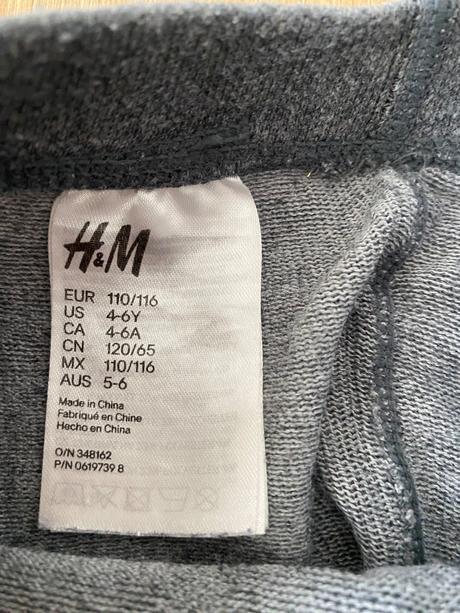 H&M
EUR 110/116
US 4-6Y
CA 4-6A
CN 120/65
MX 110/116
AUS 5-6
Made in China
Fabriqué en Chine
Hecho en China
O/N 348162
P/N 0619739 8